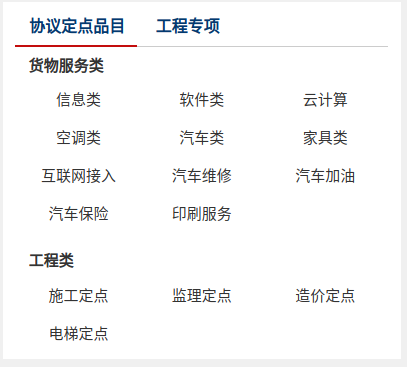 协议定点品目 工程专项
货物服务类
信息类 软件类 云计算
空调类 汽车类 家具类
互联网接入 汽车维修 汽车加油
汽车保险 印刷服务
工程类
施工定点 监理定点 造价定点
电梯定点